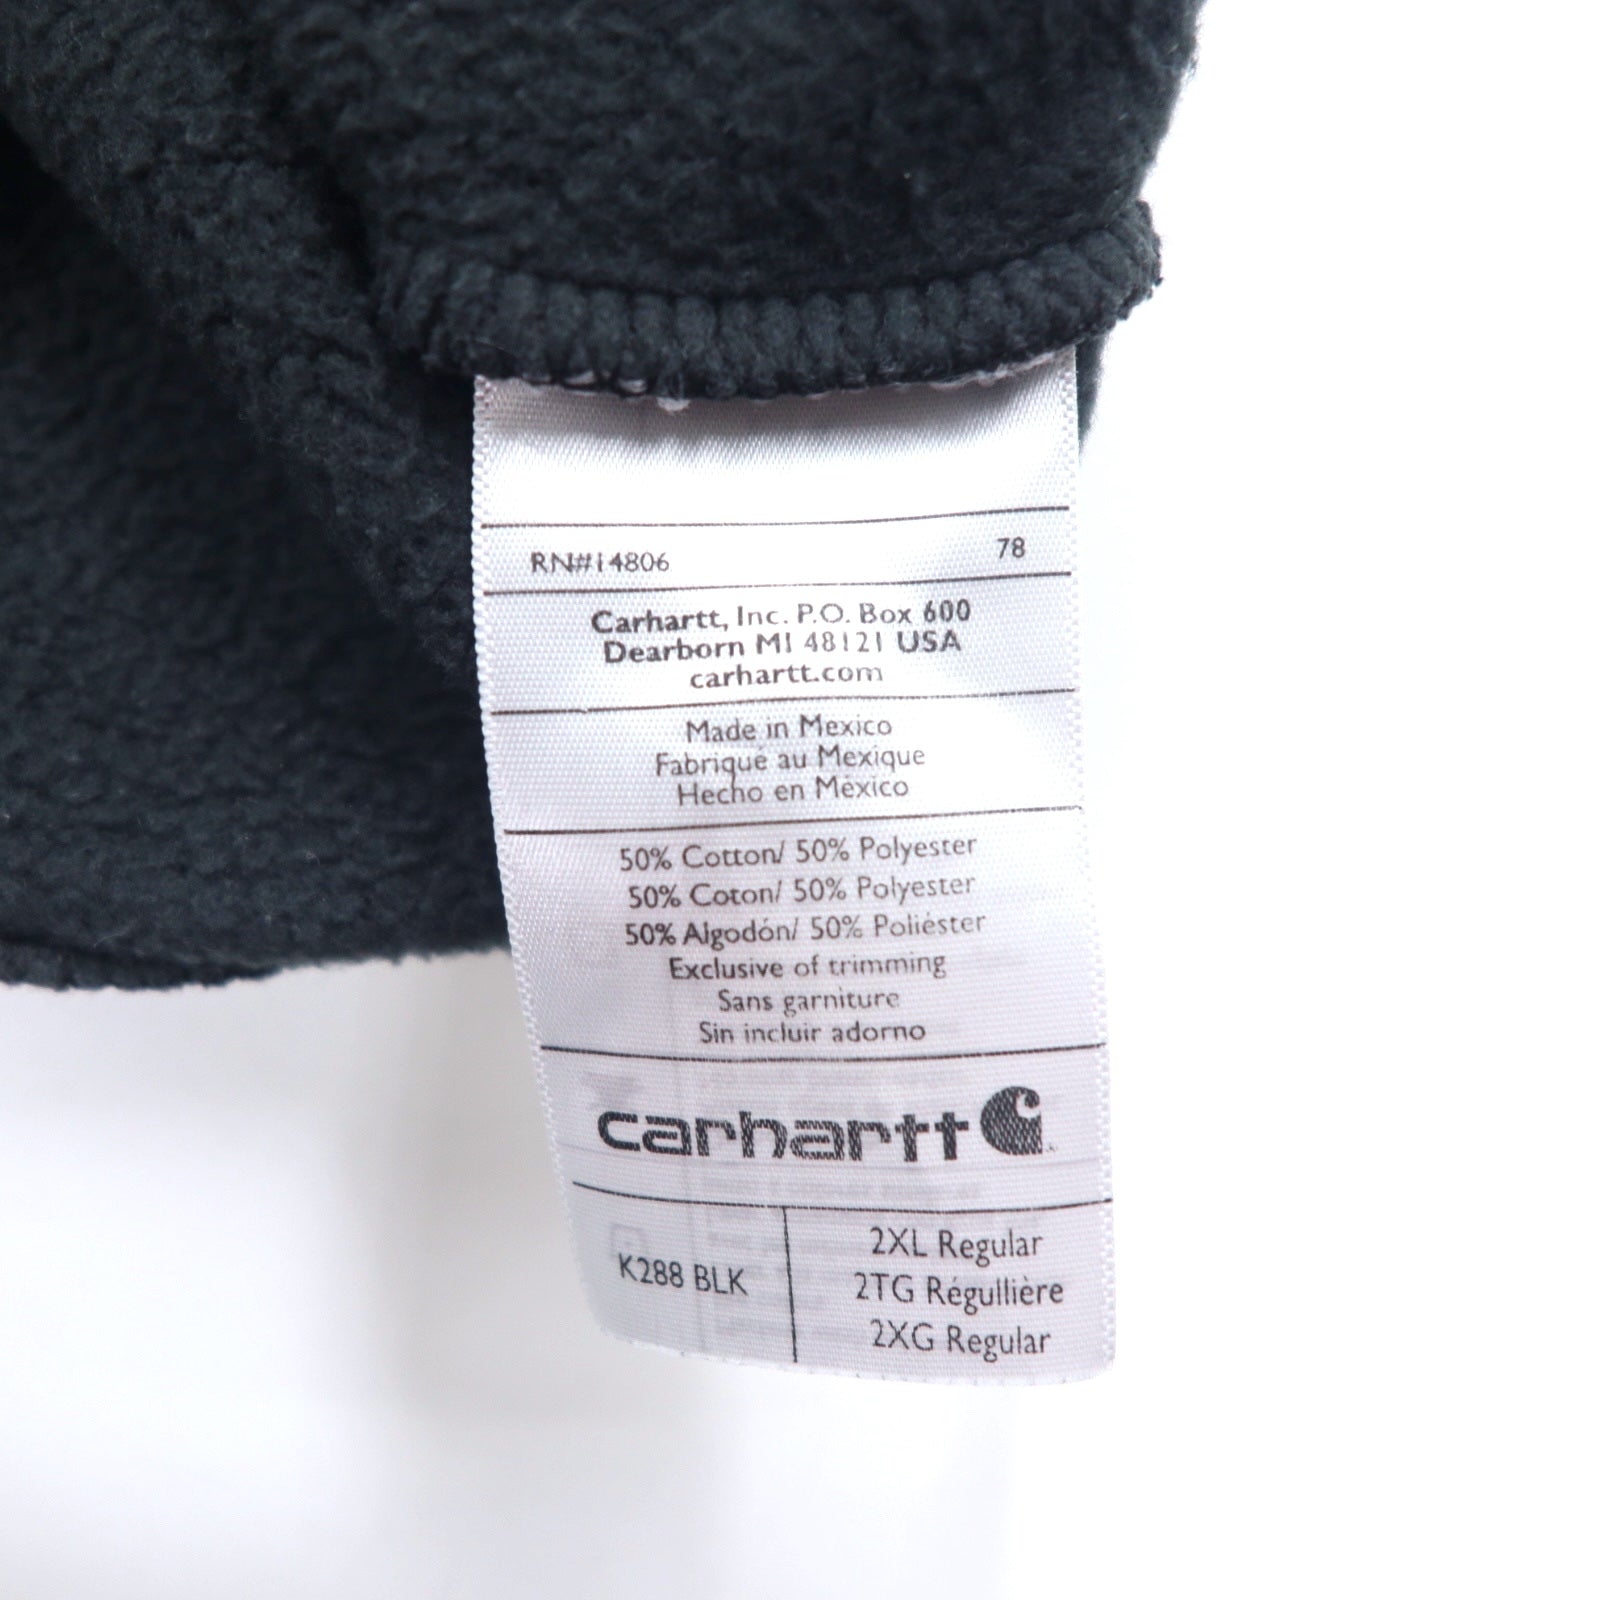 RN#14806 78
Carhartt, Inc. P.O. Box 600
Dearborn MI 48121 USA
carhartt.com
Made in Mexico
Fabriqué au Mexique
Hecho en México
50% Cotton/ 50% Polyester
50% Coton/ 50% Polyester
50% Algodón/ 50% Poliéster
Exclusive of trimming
Sans garniture
Sin incluir adorno
carhartt
K288 BLK
2XL Regular
2TG Régullière
2XG Regular